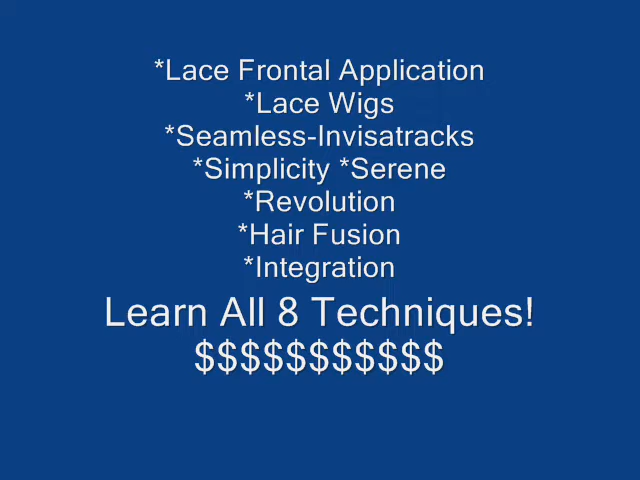 *Lace Frontal Application
*Lace Wigs
*Seamless-Invisatracks
*Simplicity *Serene
*Revolution
*Hair Fusion
*Integration
Learn All 8 Techniques!
$$$$$$$$$$$